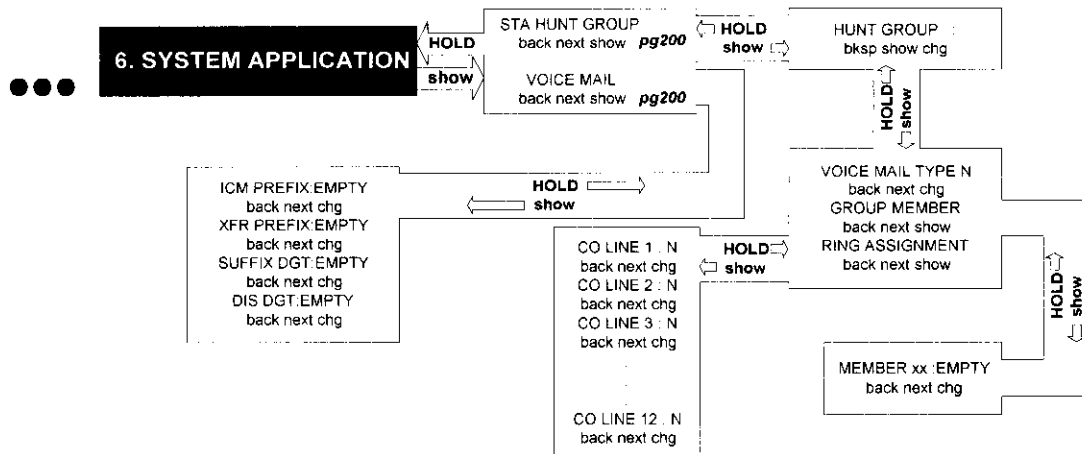 6. SYSTEM APPLICATION
HOLD
show
STA HUNT GROUP
back next show pg200
VOICE MAIL
back next show pg200
HOLD
show
HUNT GROUP :
bksp show chg
HOLD
show
VOICE MAIL TYPE N
back next chg
GROUP MEMBER
back next show
RING ASSIGNMENT
back next show
ICM PREFIX:EMPTY
back next chg
XFR PREFIX:EMPTY
back next chg
SUFFIX DGT:EMPTY
back next chg
DIS DGT:EMPTY
back next chg
HOLD
show
CO LINE 1 : N
back next chg
CO LINE 2 : N
back next chg
CO LINE 3 : N
back next chg
CO LINE 12 : N
back next chg
HOLD
show
HOLD
show
MEMBER xx :EMPTY
back next chg